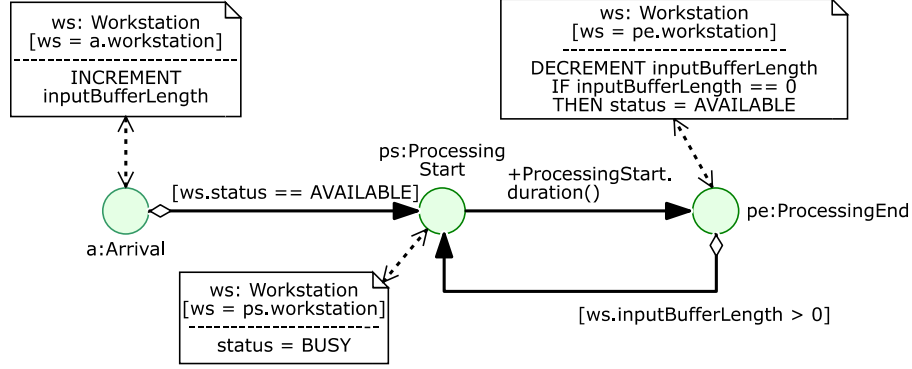 ws: Workstation
[ws = a.workstation]
INCREMENT
inputBufferLength
ws: Workstation
[ws = pe.workstation]
DECREMENT inputBufferLength
IF inputBufferLength == 0
THEN status = AVAILABLE
ps:Processing
Start
[ws.status == AVAILABLE]
+ProcessingStart.
duration()
a:Arrival
pe:ProcessingEnd
ws: Workstation
[ws = ps.workstation]
status = BUSY
[ws.inputBufferLength > 0]